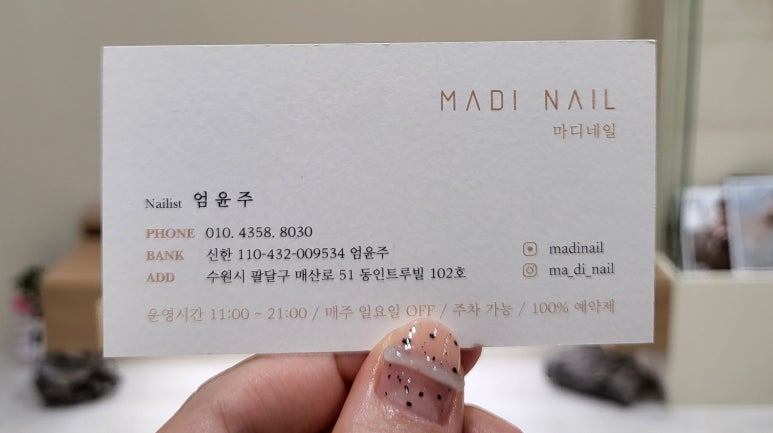 MADI NAIL
마디네일
Nailist 엄윤주
PHONE 010. 4358. 8030
BANK 신한 110-432-009534 엄윤주
ADD 수원시 팔달구 매산로 51 동인트루빌 102호
madinail
ma_di_nail
운영시간 11:00 ~ 21:00 / 매주 일요일 OFF / 주차 가능 / 100% 예약제